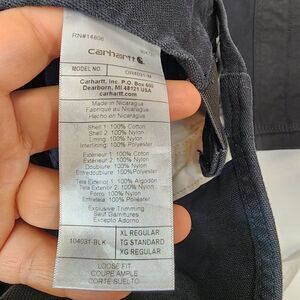 RN#14806
carhartt
MODEL
Carhartt, Inc. P.O. Box 600
Dearborn, MI 48121 USA
carhartt.com
Made in Nicaragua
Fabriqué au Nicaragua
Hecho en Nicaragua
Shell 1: 100% Cotton
Shell 2: 100% Nylon
Lining: 100% Nylon
Interlining: 100% Polyester
Extérieur 1: 100% Coton
Extérieur 2: 100% Nylon
Doublure: 100% Nylon
Entredoublure: 100% Polyester
Tela Exterior 1: 100% Algodón
Tela Exterior 2: 100% Nylon
Forro: 100% Nylon
Entretela: 100% Poliéster
Exclusive of Trimming
Sauf Garnitures
Excepto Adorno
104031-BLK
XL REGULAR
TG STANDARD
XG REGULAR
LOOSE FIT
COUPE AMPLE
CORTE SUELTO